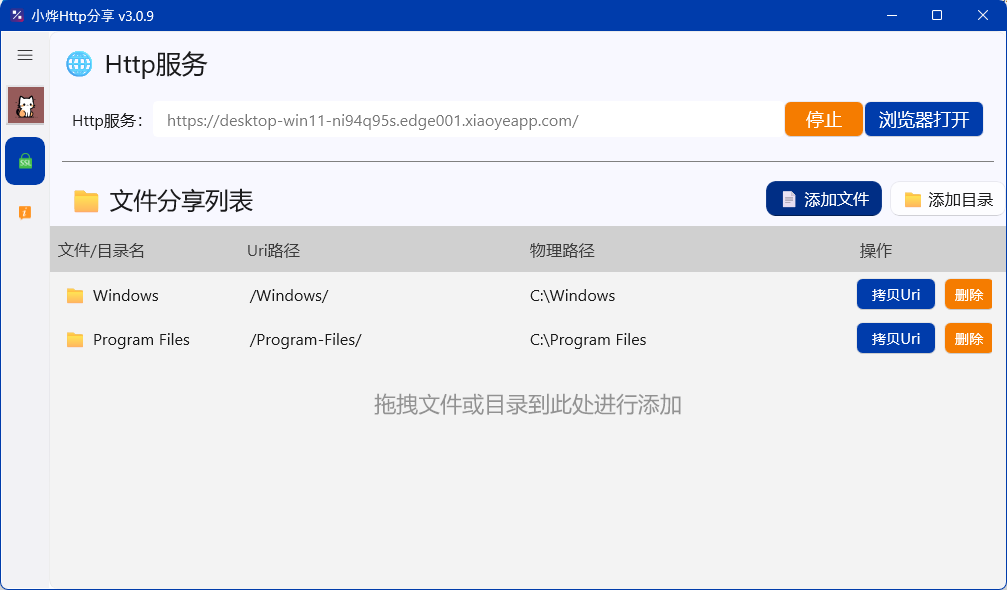 小烨Http分享 v3.0.9
Http服务
Http服务: https://desktop-win11-ni94q95s.edge001.xiaoyeapp.com/ 停止 浏览器打开
SSL
文件分享列表 添加文件 添加目录
文件/目录名 Uri路径 物理路径 操作
Windows /Windows/ C:\Windows 拷贝Uri 删除
Program Files /Program-Files/ C:\Program Files 拷贝Uri 删除
拖拽文件或目录到此处进行添加